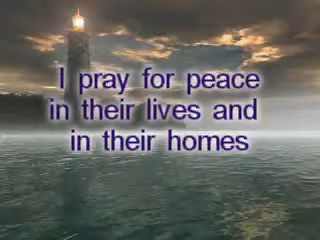 I pray for peace
in their lives and
in their homes